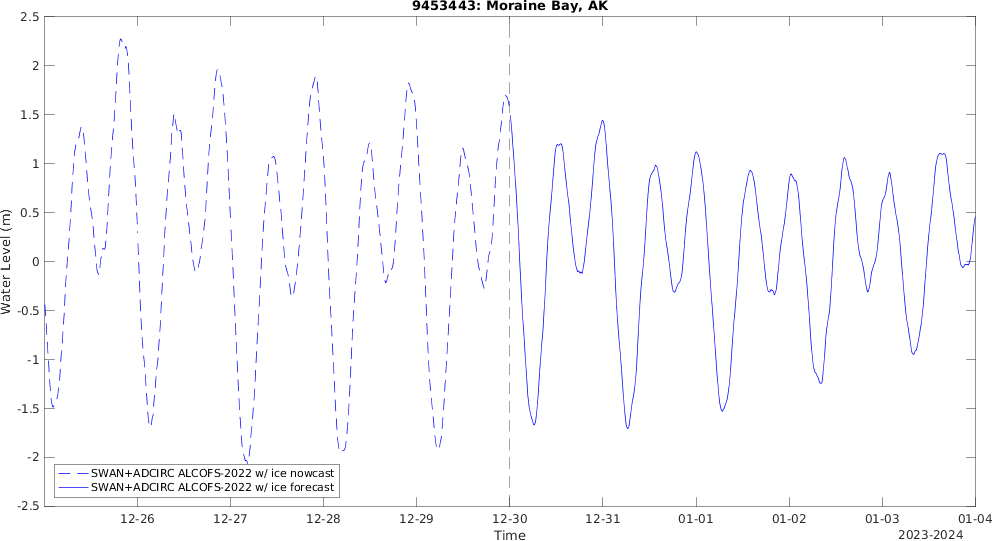 9453443: Moraine Bay, AK
2.5
2
1.5
1
0.5
0
-0.5
-1
-1.5
-2
-2.5
Water Level (m)
SWAN+ADCIRC ALCOFS-2022 w/ ice nowcast
SWAN+ADCIRC ALCOFS-2022 w/ ice forecast
12-26 12-27 12-28 12-29 12-30 12-31 01-01 01-02 01-03 01-04
Time
2023-2024